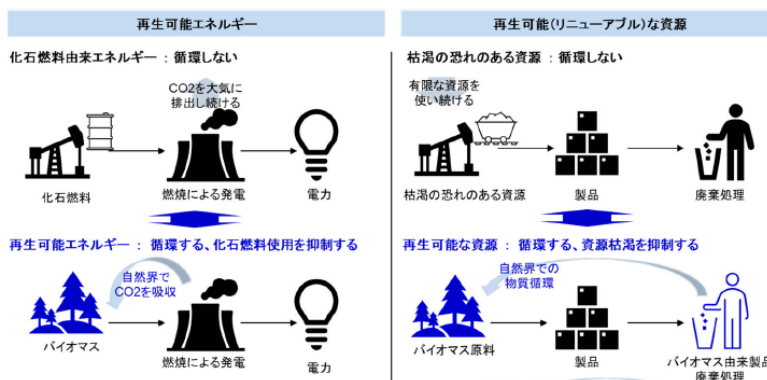 再生可能エネルギー
化石燃料由来エネルギー：循環しない
CO2を大気に
排出し続ける
化石燃料
燃焼による発電
電力
再生可能エネルギー：循環する、化石燃料使用を抑制する
自然界で
CO2を吸収
バイオマス
燃焼による発電
電力
再生可能(リニューアブル)な資源
枯渇の恐れのある資源：循環しない
有限な資源を
使い続ける
枯渇の恐れのある資源
製品
廃棄処理
再生可能な資源：循環する、資源枯渇を抑制する
自然界での
物質循環
バイオマス原料
製品
バイオマス由来製品
廃棄処理